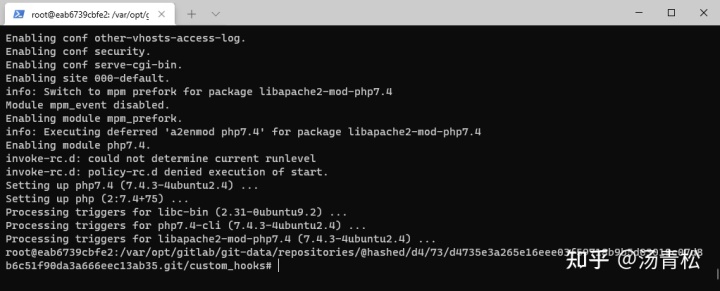 root@eab6739cbfe2: /var/opt/g
Enabling conf other-vhosts-access-log.
Enabling conf security.
Enabling conf serve-cgi-bin.
Enabling site 000-default.
info: Switch to mpm prefork for package libapache2-mod-php7.4
Module mpm_event disabled.
Enabling module mpm_prefork.
info: Executing deferred 'a2enmod php7.4' for package libapache2-mod-php7.4
Enabling module php7.4.
invoke-rc.d: could not determine current runlevel
invoke-rc.d: policy-rc.d denied execution of start.
Setting up php7.4 (7.4.3-4ubuntu2.4) ...
Setting up php (2:7.4+75) ...
Processing triggers for libc-bin (2.31-0ubuntu9.2) ...
Processing triggers for php7.4-cli (7.4.3-4ubuntu2.4) ...
Processing triggers for libapache2-mod-php7.4 (7.4.3-4ubuntu2.4) ...
root@eab6739cbfe2:/var/opt/gitlab/git-data/repositories/@hashed/d4/73/
b6c51f90da3a666eec13ab35.git/custom_hooks#
知乎 @汤青松